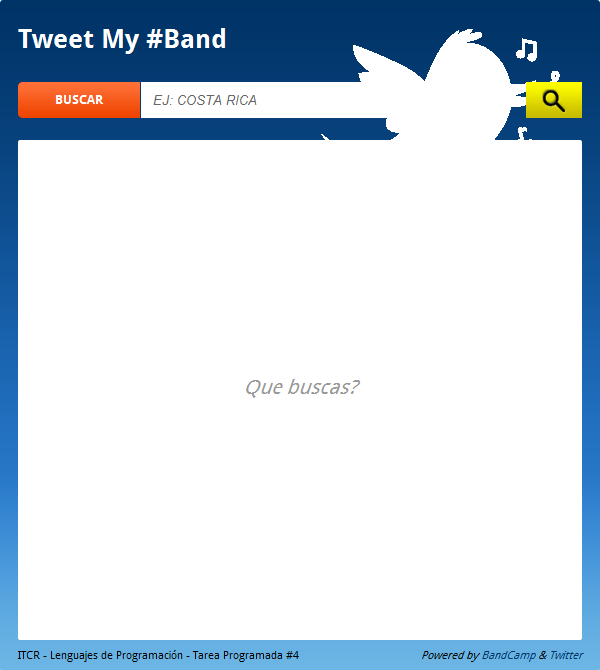 Tweet My #Band
BUSCAR EJ: COSTA RICA
Que buscas?
ITCR - Lenguajes de Programación - Tarea Programada #4 Powered by BandCamp & Twitter